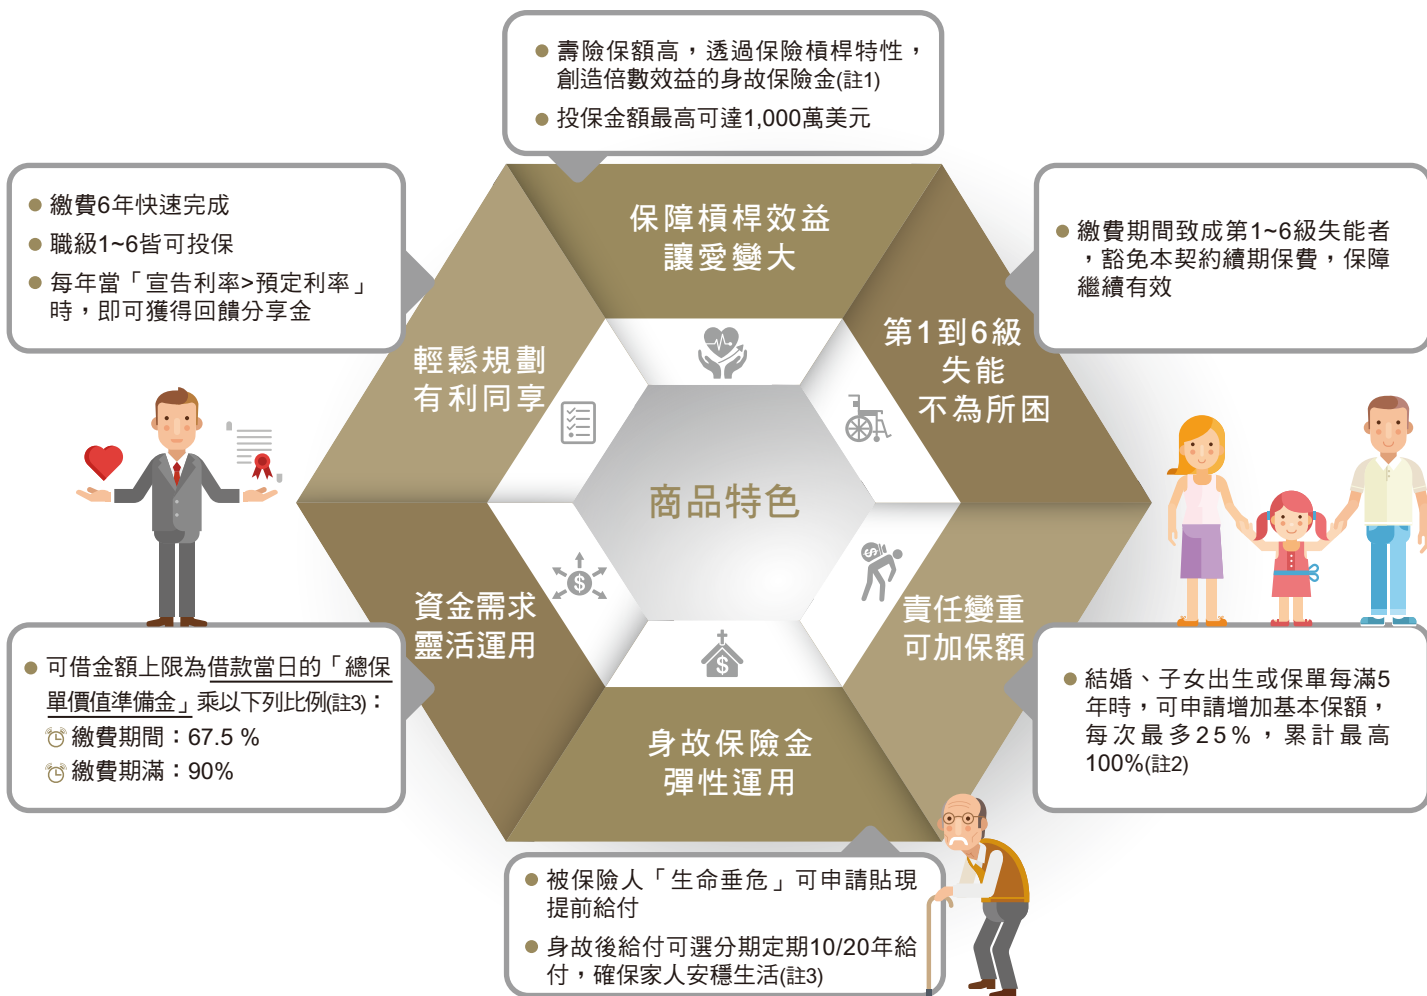 壽險保額高，透過保險槓桿特性，
創造倍數效益的身故保險金(註1)
投保金額最高可達1,000萬美元
繳費6年快速完成
職級1~6皆可投保
每年當「宣告利率>預定利率」
時，即可獲得回饋分享金
保障槓桿效益
讓愛變大
繳費期間致成第1~6級失能者
，豁免本契約續期保費，保障
繼續有效
輕鬆規劃
有利同享
第1到6級
失能
不為所困
商品特色
$
$
資金需求
靈活運用
責任變重
可加保額
$
可借金額上限為借款當日的「總保
單價值準備金」乘以下列比例(註3)：
繳費期間：67.5 %
繳費期滿：90%
結婚、子女出生或保單每滿5
年時，可申請增加基本保額，
每次最多25%，累計最高
100%(註2)
身故保險金
彈性運用
被保險人「生命垂危」可申請貼現
提前給付
身故後給付可選分期定期10/20年給
付，確保家人安穩生活(註3)